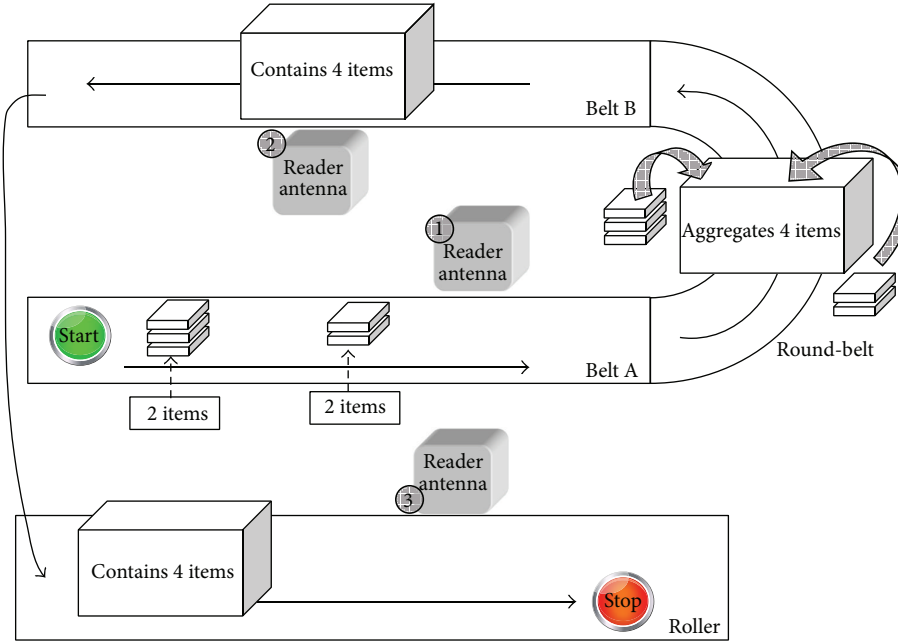 Contains 4 items
Belt B
2
Reader
antenna
1
Reader
antenna
Aggregates 4 items
Start
Round-belt
Belt A
2 items
2 items
Reader
antenna
3
Contains 4 items
Stop
Roller